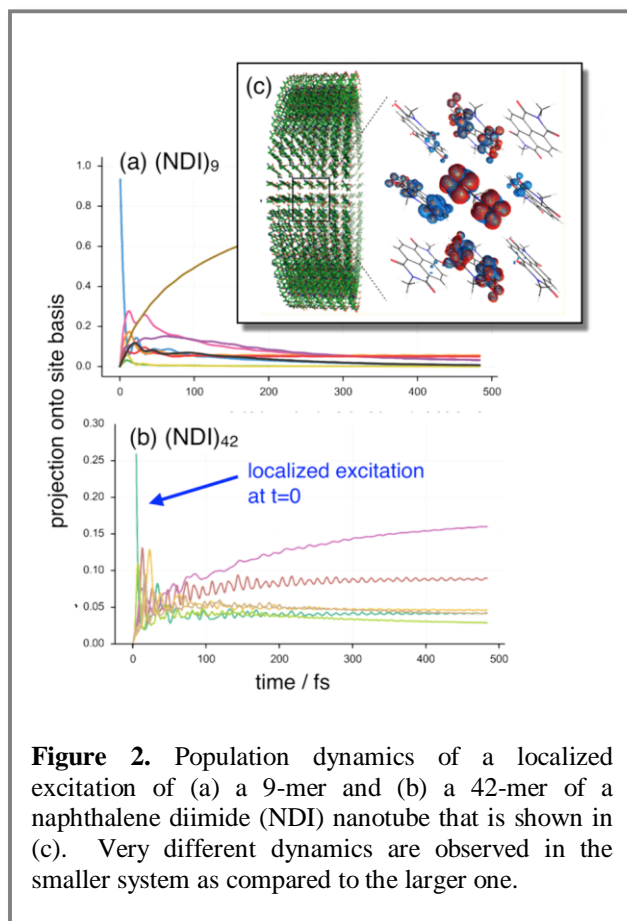 (c)
(a) (NDI)9
1.0
0.8
0.6
0.4
0.2
0.0
0 100 200 300 400 500
projection onto site basis
(b) (NDI)42
0.30
0.25
0.20
0.15
0.10
0.05
0.00
localized excitation
at t=0
0 100 200 300 400 500
time / fs
Figure 2. Population dynamics of a localized
excitation of (a) a 9-mer and (b) a 42-mer of a
naphthalene diimide (NDI) nanotube that is shown in
(c). Very different dynamics are observed in the
smaller system as compared to the larger one.